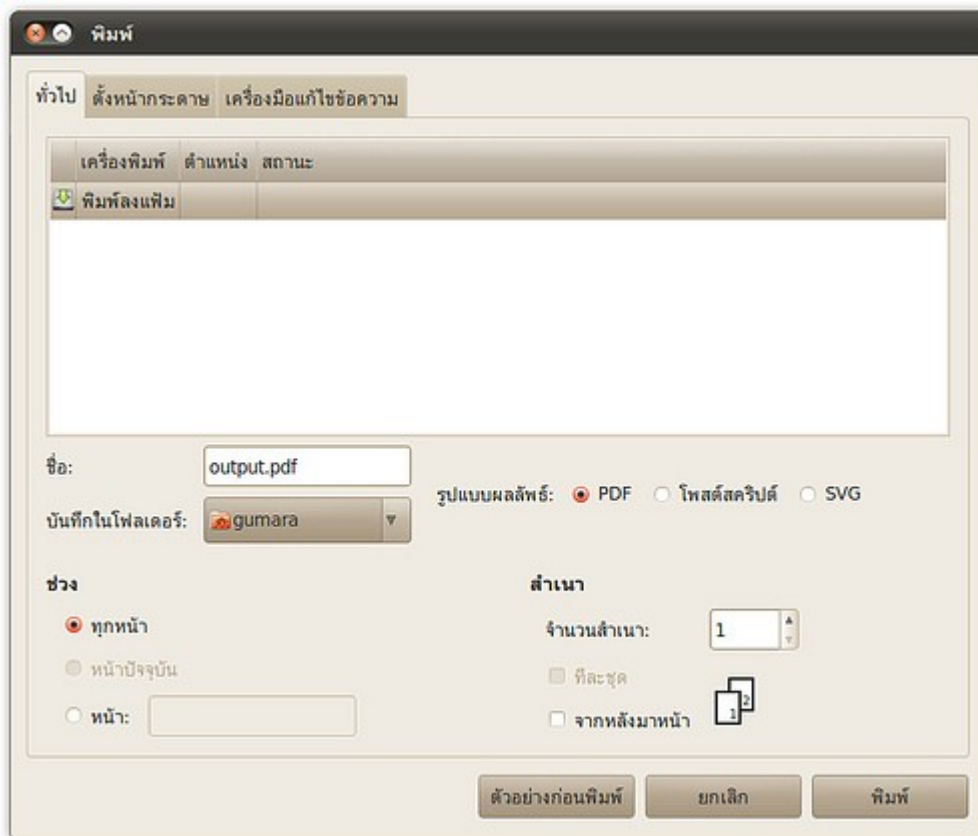 พิมพ์
ทั่วไป ตั้งหน้ากระดาษ เครื่องมือแก้ไขข้อความ
เครื่องพิมพ์ ตำแหน่ง สถานะ
พิมพ์ลงแฟ้ม
ชื่อ: output.pdf
รูปแบบผลลัพธ์: PDF โพสต์สคริปต์ SVG
บันทึกในโฟลเดอร์: gumara
ช่วง
ทุกหน้า
หน้าปัจจุบัน
หน้า:
สำเนา
จำนวนสำเนา: 1
ทีละชุด
จากหลังมาหน้า
1 2
ตัวอย่างก่อนพิมพ์ ยกเลิก พิมพ์